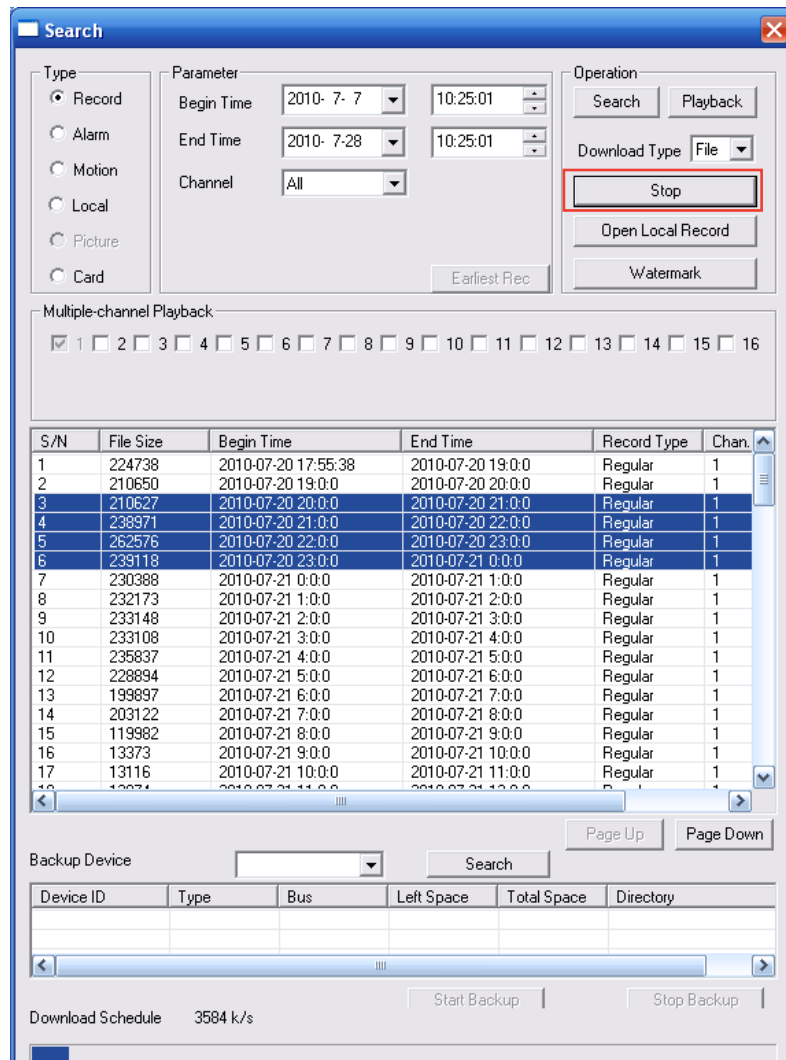 Search
Type
Parameter
Operation
Record
Begin Time 2010- 7- 7 10:25:01
Search Playback
Alarm
End Time 2010- 7-28 10:25:01
Download Type File
Motion
Channel All
Stop
Local
Open Local Record
Picture
Card
Earliest Rec
Watermark
Multiple-channel Playback
1 2 3 4 5 6 7 8 9 10 11 12 13 14 15 16
S/N File Size Begin Time End Time Record Type Chan.
1 224738 2010-07-20 17:55:38 2010-07-20 19:0:0 Regular 1
2 210650 2010-07-20 19:0:0 2010-07-20 20:0:0 Regular 1
3 210627 2010-07-20 20:0:0 2010-07-20 21:0:0 Regular 1
4 238971 2010-07-20 21:0:0 2010-07-20 22:0:0 Regular 1
5 262576 2010-07-20 22:0:0 2010-07-20 23:0:0 Regular 1
6 239118 2010-07-20 23:0:0 2010-07-21 0:0:0 Regular 1
7 230388 2010-07-21 0:0:0 2010-07-21 1:0:0 Regular 1
8 232173 2010-07-21 1:0:0 2010-07-21 2:0:0 Regular 1
9 233148 2010-07-21 2:0:0 2010-07-21 3:0:0 Regular 1
10 233108 2010-07-21 3:0:0 2010-07-21 4:0:0 Regular 1
11 235837 2010-07-21 4:0:0 2010-07-21 5:0:0 Regular 1
12 228894 2010-07-21 5:0:0 2010-07-21 6:0:0 Regular 1
13 199897 2010-07-21 6:0:0 2010-07-21 7:0:0 Regular 1
14 203122 2010-07-21 7:0:0 2010-07-21 8:0:0 Regular 1
15 119982 2010-07-21 8:0:0 2010-07-21 9:0:0 Regular 1
16 13373 2010-07-21 9:0:0 2010-07-21 10:0:0 Regular 1
17 13116 2010-07-21 10:0:0 2010-07-21 11:0:0 Regular 1
Page Up Page Down
Backup Device Search
Device ID Type Bus Left Space Total Space Directory
Start Backup Stop Backup
Download Schedule 3584 k/s